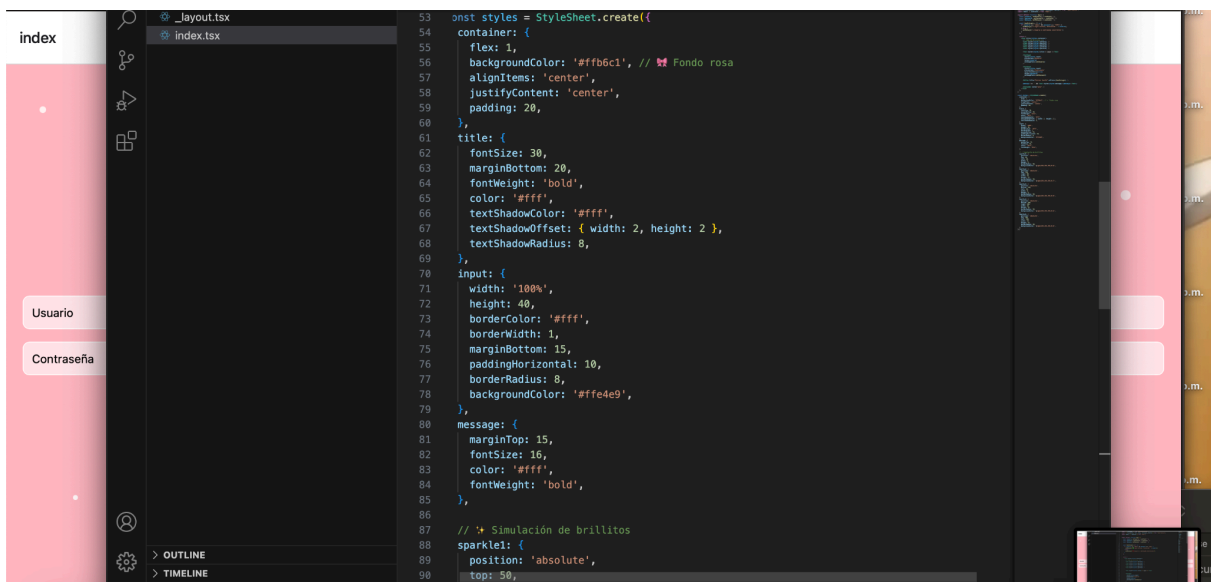 index
Usuario
Contraseña
_layout.tsx
index.tsx
OUTLINE
TIMELINE
53 onst styles = StyleSheet.create({
54 container: {
55 flex: 1,
56 backgroundColor: '#ffb6c1', // 🎀 Fondo rosa
57 alignItems: 'center',
58 justifyContent: 'center',
59 padding: 20,
60 },
61 title: {
62 fontSize: 30,
63 marginBottom: 20,
64 fontWeight: 'bold',
65 color: '#fff',
66 textShadowColor: '#fff',
67 textShadowOffset: { width: 2, height: 2 },
68 textShadowRadius: 8,
69 },
70 input: {
71 width: '100%',
72 height: 40,
73 borderColor: '#fff',
74 borderWidth: 1,
75 marginBottom: 15,
76 paddingHorizontal: 10,
77 borderRadius: 8,
78 backgroundColor: '#ffe4e9',
79 },
80 message: {
81 marginTop: 15,
82 fontSize: 16,
83 color: '#fff',
84 fontWeight: 'bold',
85 },
86
87 // ✨ Simulación de brillitos
88 sparkle1: {
89 position: 'absolute',
90 top: 50,
.m.
.m.
.m.
.m.
.m.